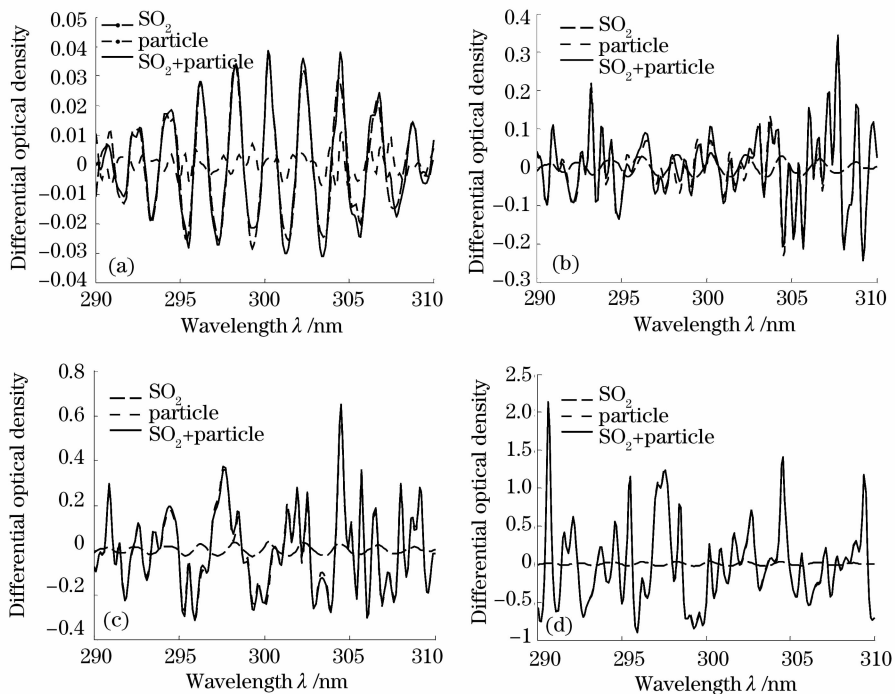 SO₂
particle
SO₂+particle
0.05
0.04
0.03
0.02
0.01
0
−0.01
−0.02
−0.03
−0.04
Differential optical density
(a)
290 295 300 305 310
Wavelength λ /nm
SO₂
particle
SO₂+particle
0.4
0.3
0.2
0.1
0
−0.1
−0.2
−0.3
Differential optical density
(b)
290 295 300 305 310
Wavelength λ /nm
SO₂
particle
SO₂+particle
0.8
0.6
0.4
0.2
0
−0.2
−0.4
Differential optical density
(c)
290 295 300 305 310
Wavelength λ /nm
SO₂
particle
SO₂+particle
2.5
2.0
1.5
1.0
0.5
0
−0.5
−1
Differential optical density
(d)
290 295 300 305 310
Wavelength λ /nm